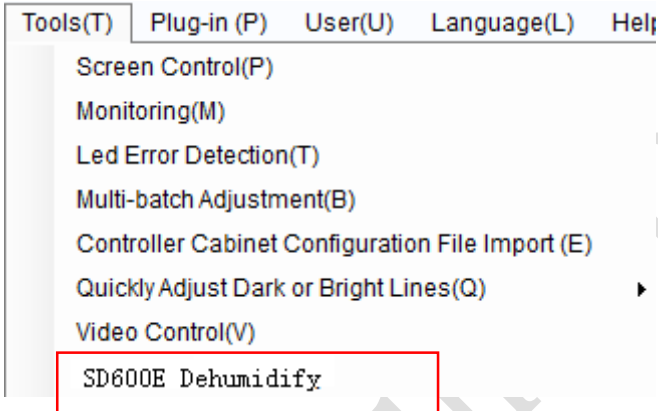 Tools(T) Plug-in (P) User(U) Language(L) Help
Screen Control(P)
Monitoring(M)
Led Error Detection(T)
Multi-batch Adjustment(B)
Controller Cabinet Configuration File Import (E)
Quickly Adjust Dark or Bright Lines(Q)
Video Control(V)
SD600E Dehumidify